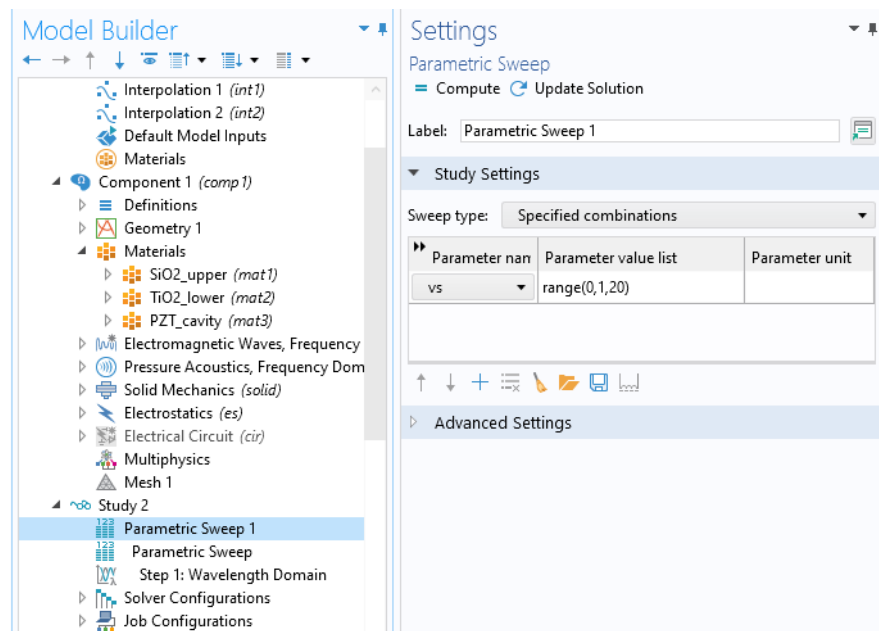 Model Builder
Interpolation 1 (int1)
Interpolation 2 (int2)
Default Model Inputs
Materials
Component 1 (comp1)
Definitions
Geometry 1
Materials
SiO2_upper (mat1)
TiO2_lower (mat2)
PZT_cavity (mat3)
Electromagnetic Waves, Frequency
Pressure Acoustics, Frequency Dom
Solid Mechanics (solid)
Electrostatics (es)
Electrical Circuit (cir)
Multiphysics
Mesh 1
Study 2
123
Parametric Sweep 1
123
Parametric Sweep
Step 1: Wavelength Domain
Solver Configurations
Job Configurations
Settings
Parametric Sweep
= Compute Update Solution
Label: Parametric Sweep 1
Study Settings
Sweep type: Specified combinations
Parameter nam Parameter value list Parameter unit
vs range(0,1,20)
Advanced Settings